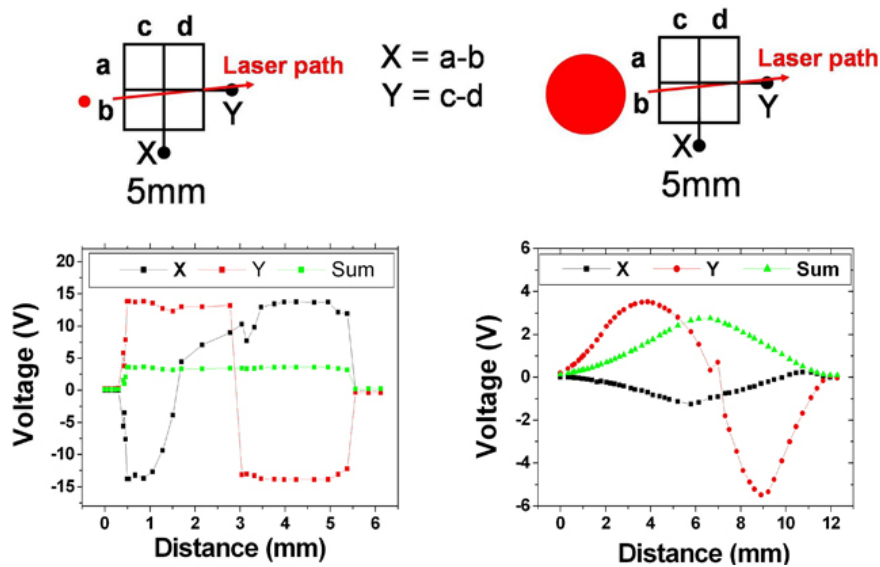 c d
a
b
Laser path
Y
X
5mm
X = a-b
Y = c-d
c d
a
b
Laser path
Y
X
5mm
X Y Sum
20
15
10
5
0
-5
-10
-15
Voltage (V)
0 1 2 3 4 5 6
Distance (mm)
X Y Sum
6
4
2
0
-2
-4
-6
Voltage (V)
0 2 4 6 8 10 12
Distance (mm)